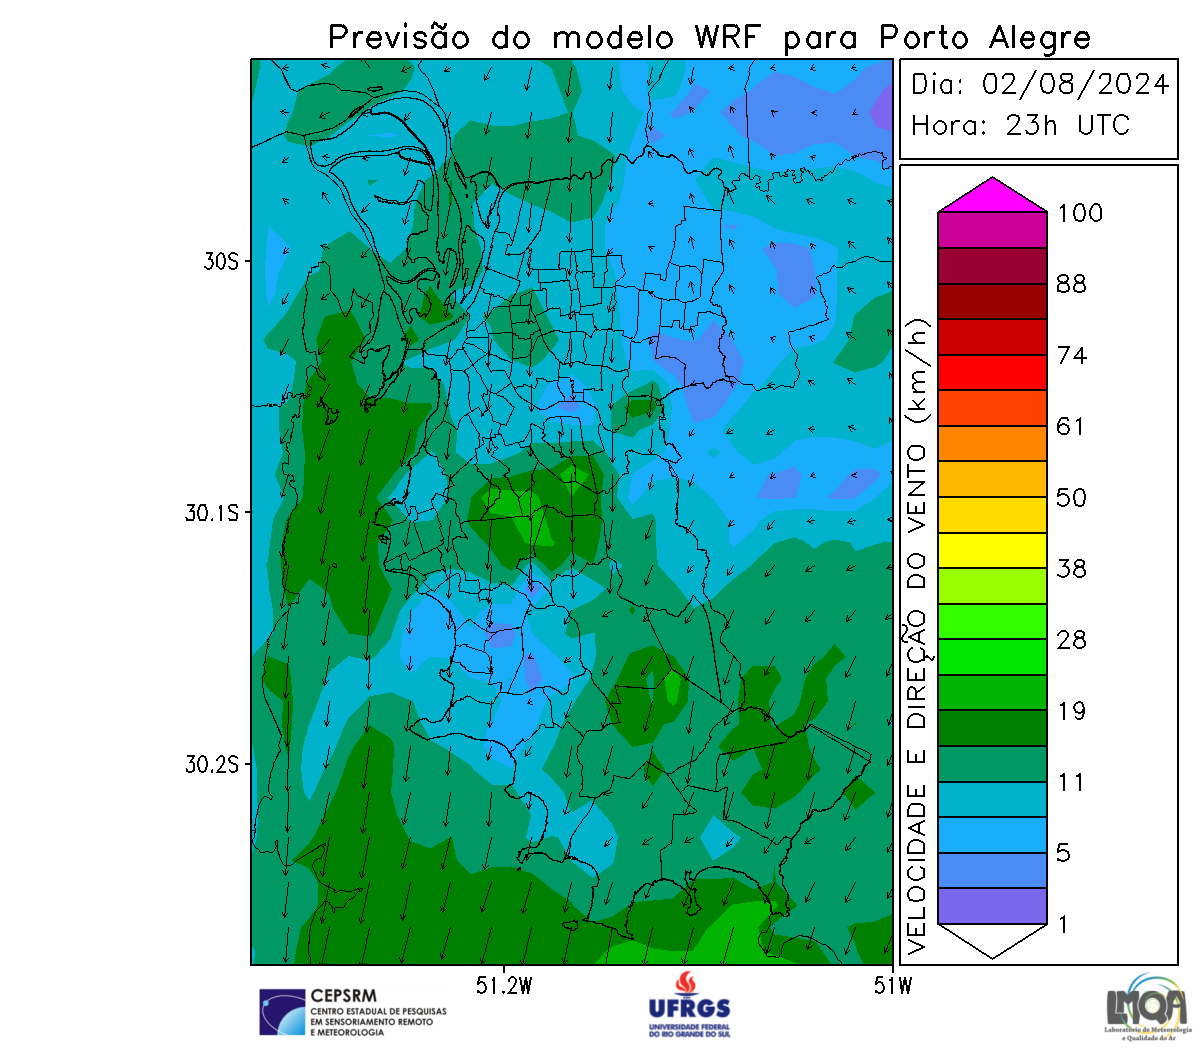 Previsão do modelo WRF para Porto Alegre
Dia: 02/08/2024
Hora: 23h UTC
VELOCIDADE E DIREÇÃO DO VENTO (km/h)
100
88
74
61
50
38
28
19
11
5
1
30S
30.1S
30.2S
51.2W
51W
CEPSRM
CENTRO ESTADUAL DE PESQUISAS
EM SENSORIAMENTO REMOTO
E METEOROLOGIA
UFRGS
UNIVERSIDADE FEDERAL
DO RIO GRANDE DO SUL
LMQA
Laboratório de Meteorologia
e Qualidade do Ar